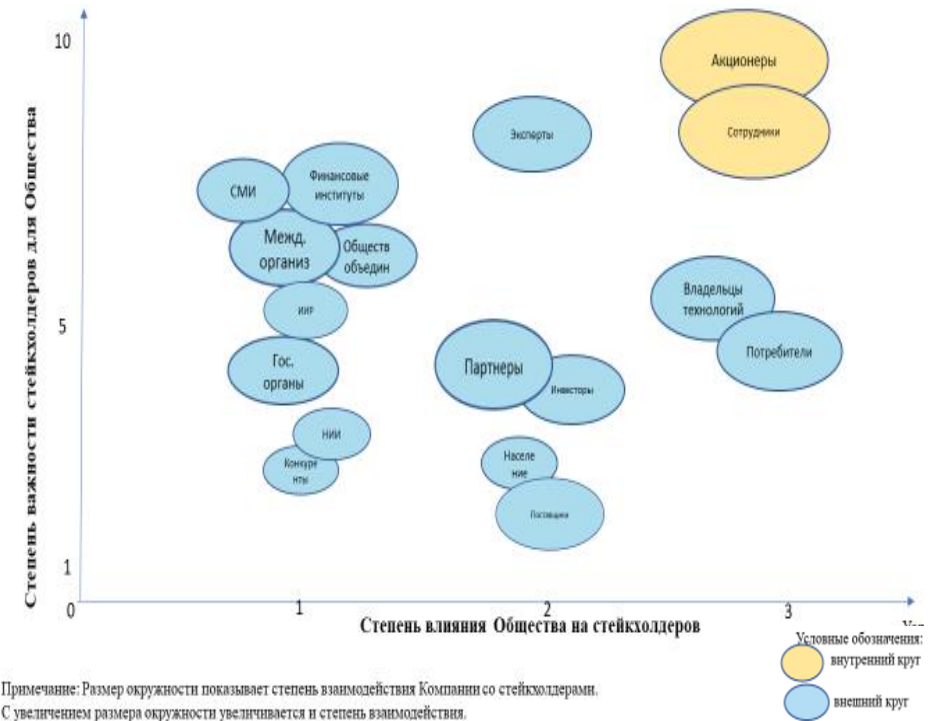 Степень важности стейкхолдеров для Общества
10
5
1
0
Акционеры
Сотрудники
Эксперты
СМИ
Финансовые
институты
Межд.
организ
Обществ
объедин
ИИР
Гос.
органы
НИИ
Конкуре
нты
Владельцы
технологий
Потребители
Партнеры
Инвесторы
Населе
ние
Поставщики
1
2
3
Степень влияния Общества на стейкхолдеров
Условные обозначения:
внутренний круг
внешний круг
Примечание: Размер окружности показывает степень взаимодействия Компании со стейкхолдерами.
С увеличением размера окружности увеличивается и степень взаимодействия.